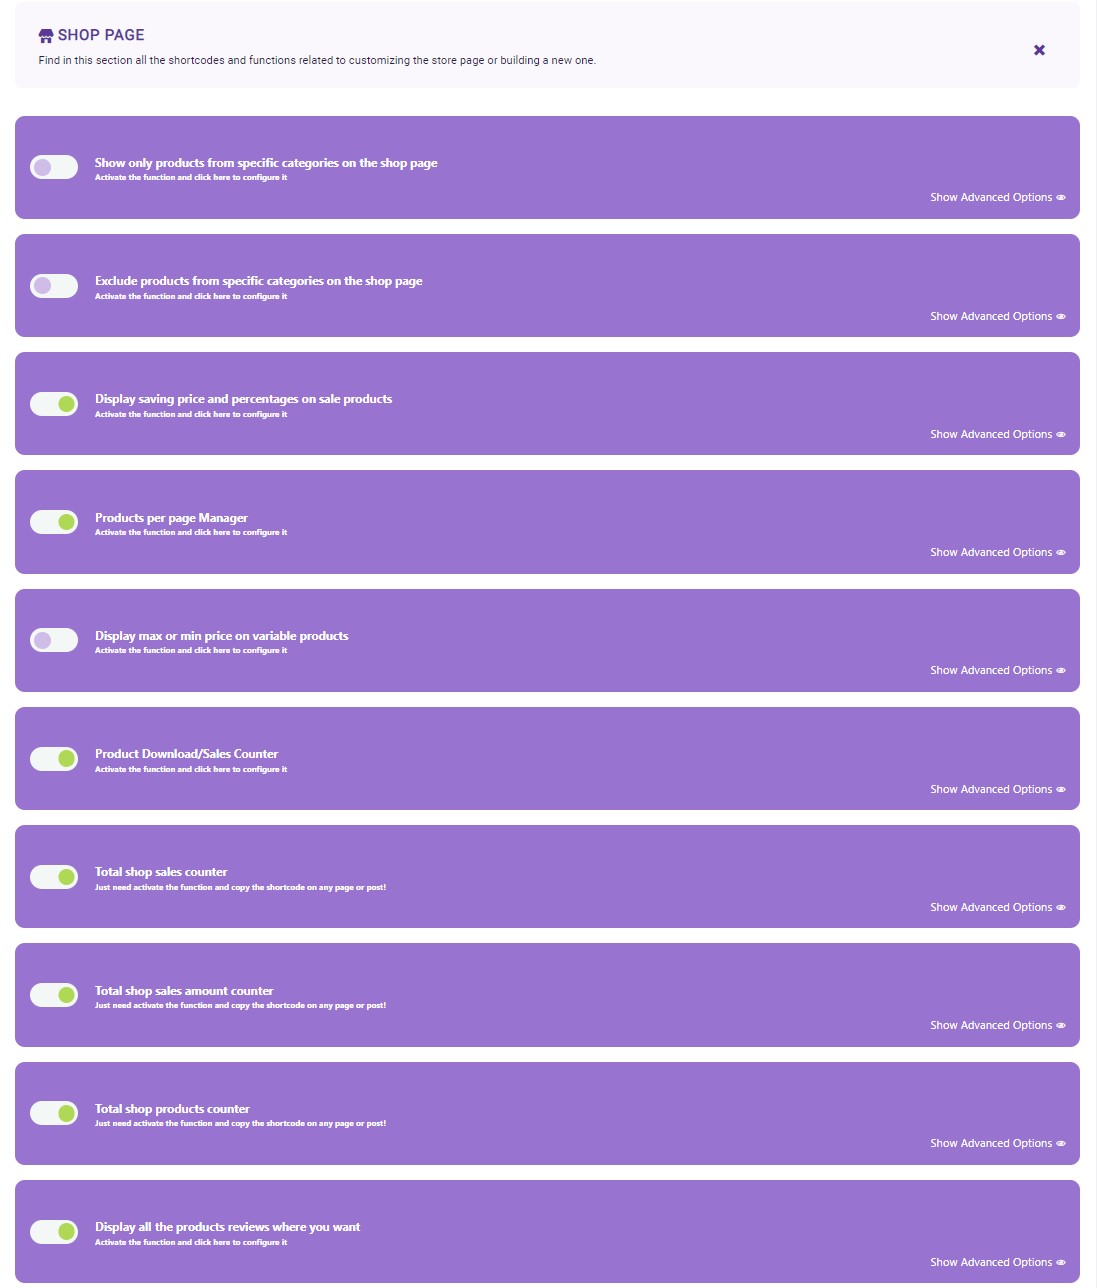 SHOP PAGE
Find in this section all the shortcodes and functions related to customizing the store page or building a new one.
Show only products from specific categories on the shop page
Activate the function and click here to configure it
Show Advanced Options
Exclude products from specific categories on the shop page
Activate the function and click here to configure it
Show Advanced Options
Display saving price and percentages on sale products
Activate the function and click here to configure it
Show Advanced Options
Products per page Manager
Activate the function and click here to configure it
Show Advanced Options
Display max or min price on variable products
Activate the function and click here to configure it
Show Advanced Options
Product Download/Sales Counter
Activate the function and click here to configure it
Show Advanced Options
Total shop sales counter
Just need activate the function and copy the shortcode on any page or post!
Show Advanced Options
Total shop sales amount counter
Just need activate the function and copy the shortcode on any page or post!
Show Advanced Options
Total shop products counter
Just need activate the function and copy the shortcode on any page or post!
Show Advanced Options
Display all the products reviews where you want
Activate the function and click here to configure it
Show Advanced Options